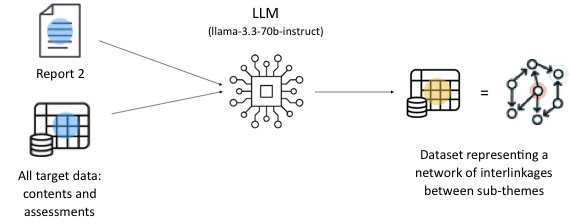 LLM
(llama-3.3-70b-instruct)
Report 2
All target data:
contents and
assessments
=
Dataset representing a
network of interlinkages
between sub-themes